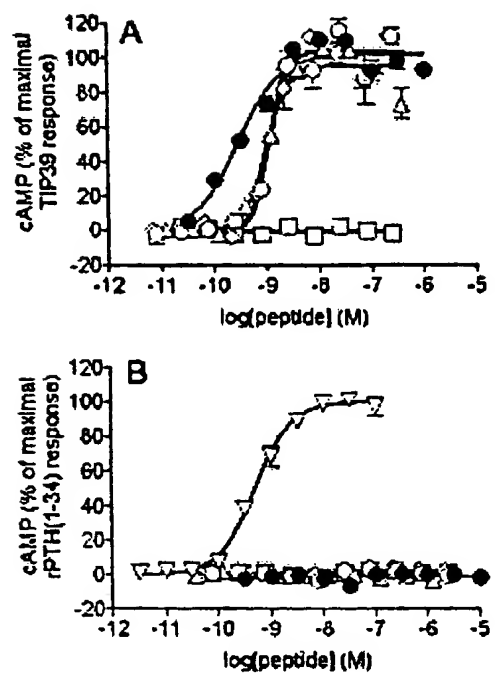 A
cAMP (% of maximal
TIP39 response)
120
100
80
60
40
20
0
-20
-12 -11 -10 -9 -8 -7 -6 -5
log[peptide] (M)
B
cAMP (% of maximal
rPTH(1-34) response)
120
100
80
60
40
20
0
-20
-12 -11 -10 -9 -8 -7 -6 -5
log[peptide] (M)